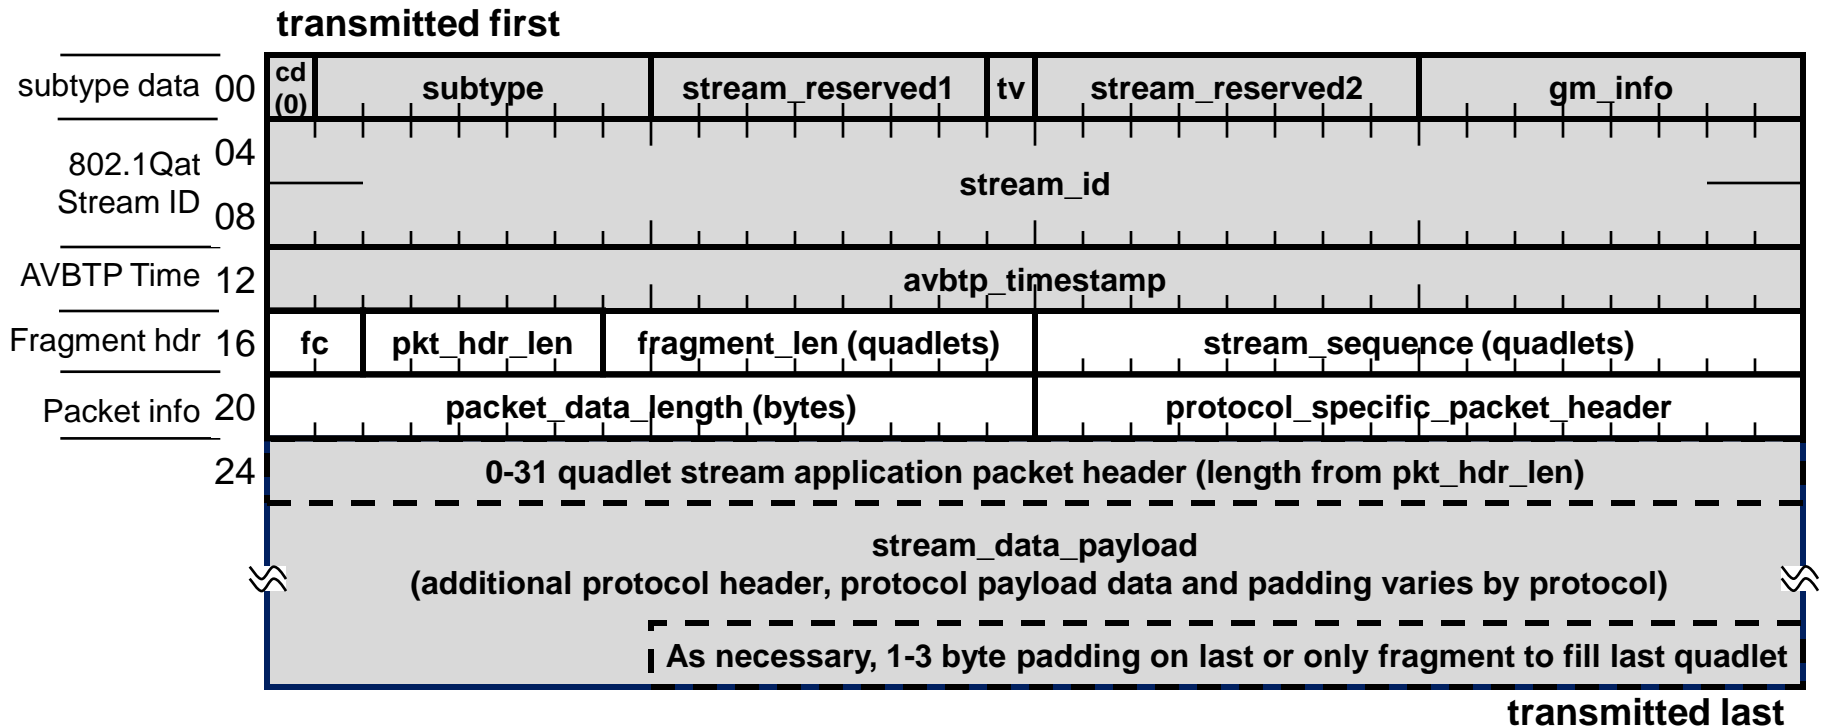 transmitted first
subtype data 00 cd (0) subtype stream_reserved1 tv stream_reserved2 gm_info
802.1Qat Stream ID 04 08 stream_id
AVBTP Time 12 avbtp_timestamp
Fragment hdr 16 fc pkt_hdr_len fragment_len (quadlets) stream_sequence (quadlets)
Packet info 20 packet_data_length (bytes) protocol_specific_packet_header
24 0-31 quadlet stream application packet header (length from pkt_hdr_len)
stream_data_payload
(additional protocol header, protocol payload data and padding varies by protocol)
As necessary, 1-3 byte padding on last or only fragment to fill last quadlet
transmitted last